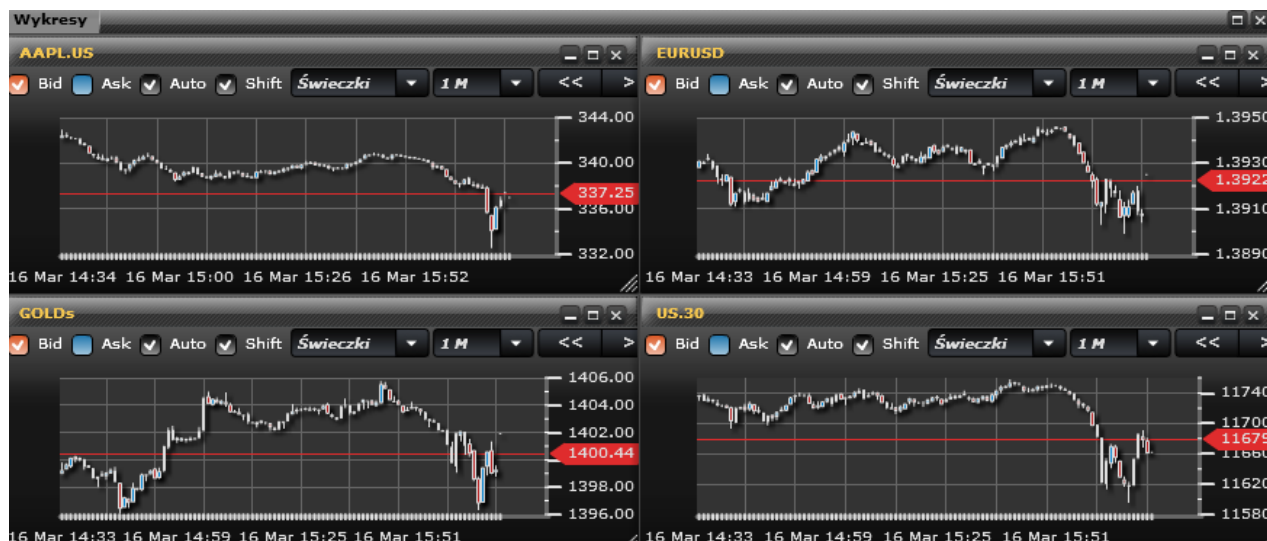 Wykresy
AAPL.US
Bid Ask Auto Shift Świeczki 1 M << >
344.00
340.00
337.25
336.00
332.00
16 Mar 14:34 16 Mar 15:00 16 Mar 15:26 16 Mar 15:52
EURUSD
Bid Ask Auto Shift Świeczki 1 M << >
1.3950
1.3930
1.3922
1.3910
1.3890
16 Mar 14:33 16 Mar 14:59 16 Mar 15:25 16 Mar 15:51
GOLDs
Bid Ask Auto Shift Świeczki 1 M << >
1406.00
1404.00
1402.00
1400.44
1398.00
1396.00
16 Mar 14:33 16 Mar 14:59 16 Mar 15:25 16 Mar 15:51
US.30
Bid Ask Auto Shift Świeczki 1 M << >
11740
11700
11679
11660
11620
11580
16 Mar 14:33 16 Mar 14:59 16 Mar 15:25 16 Mar 15:51